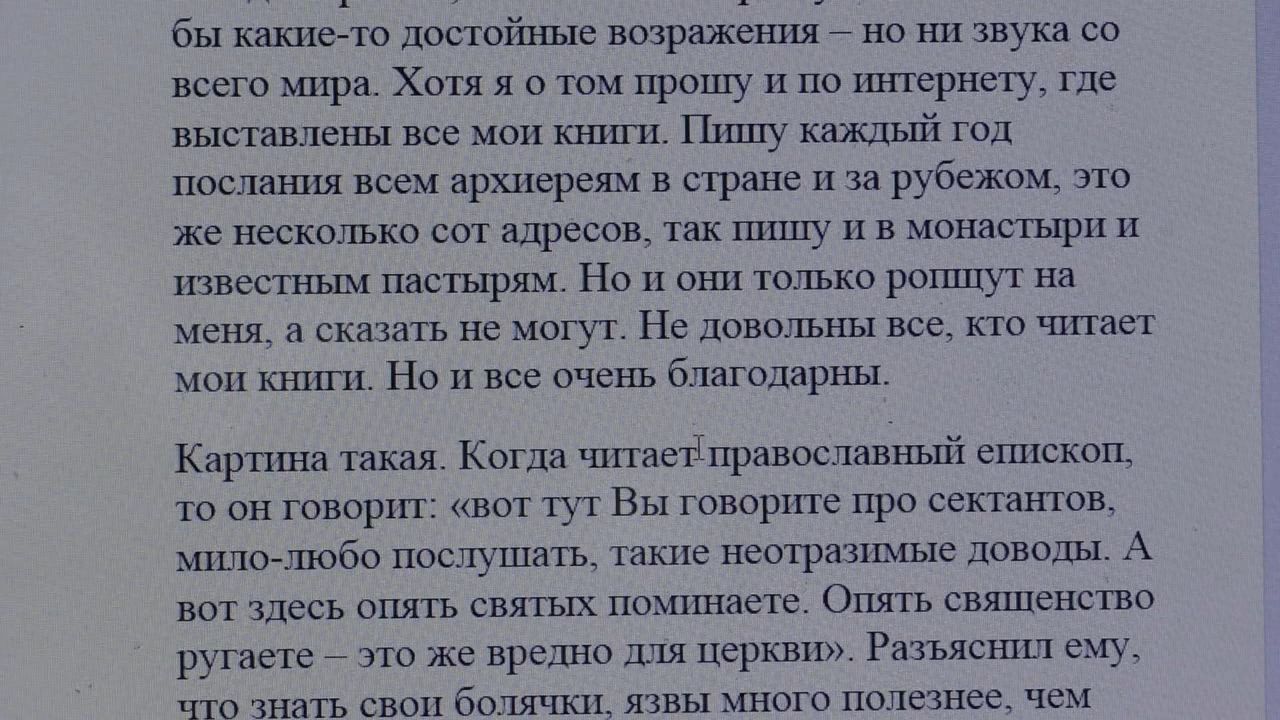 бы какие-то достойные возражения – но ни звука со
всего мира. Хотя я о том прошу и по интернету, где
выставлены все мои книги. Пишу каждый год
послания всем архиереям в стране и за рубежом, это
же несколько сот адресов, так пишу и в монастыри и
известным пастырям. Но и они только ропщут на
меня, а сказать не могут. Не довольны все, кто читает
мои книги. Но и все очень благодарны.
Картина такая. Когда читает православный епископ,
то он говорит: «вот тут Вы говорите про сектантов,
мило-любо послушать, такие неотразимые доводы. А
вот здесь опять святых поминаете. Опять священство
ругаете – это же вредно для церкви». Разъяснил ему,
что знать свои болячки, язвы много полезнее, чем